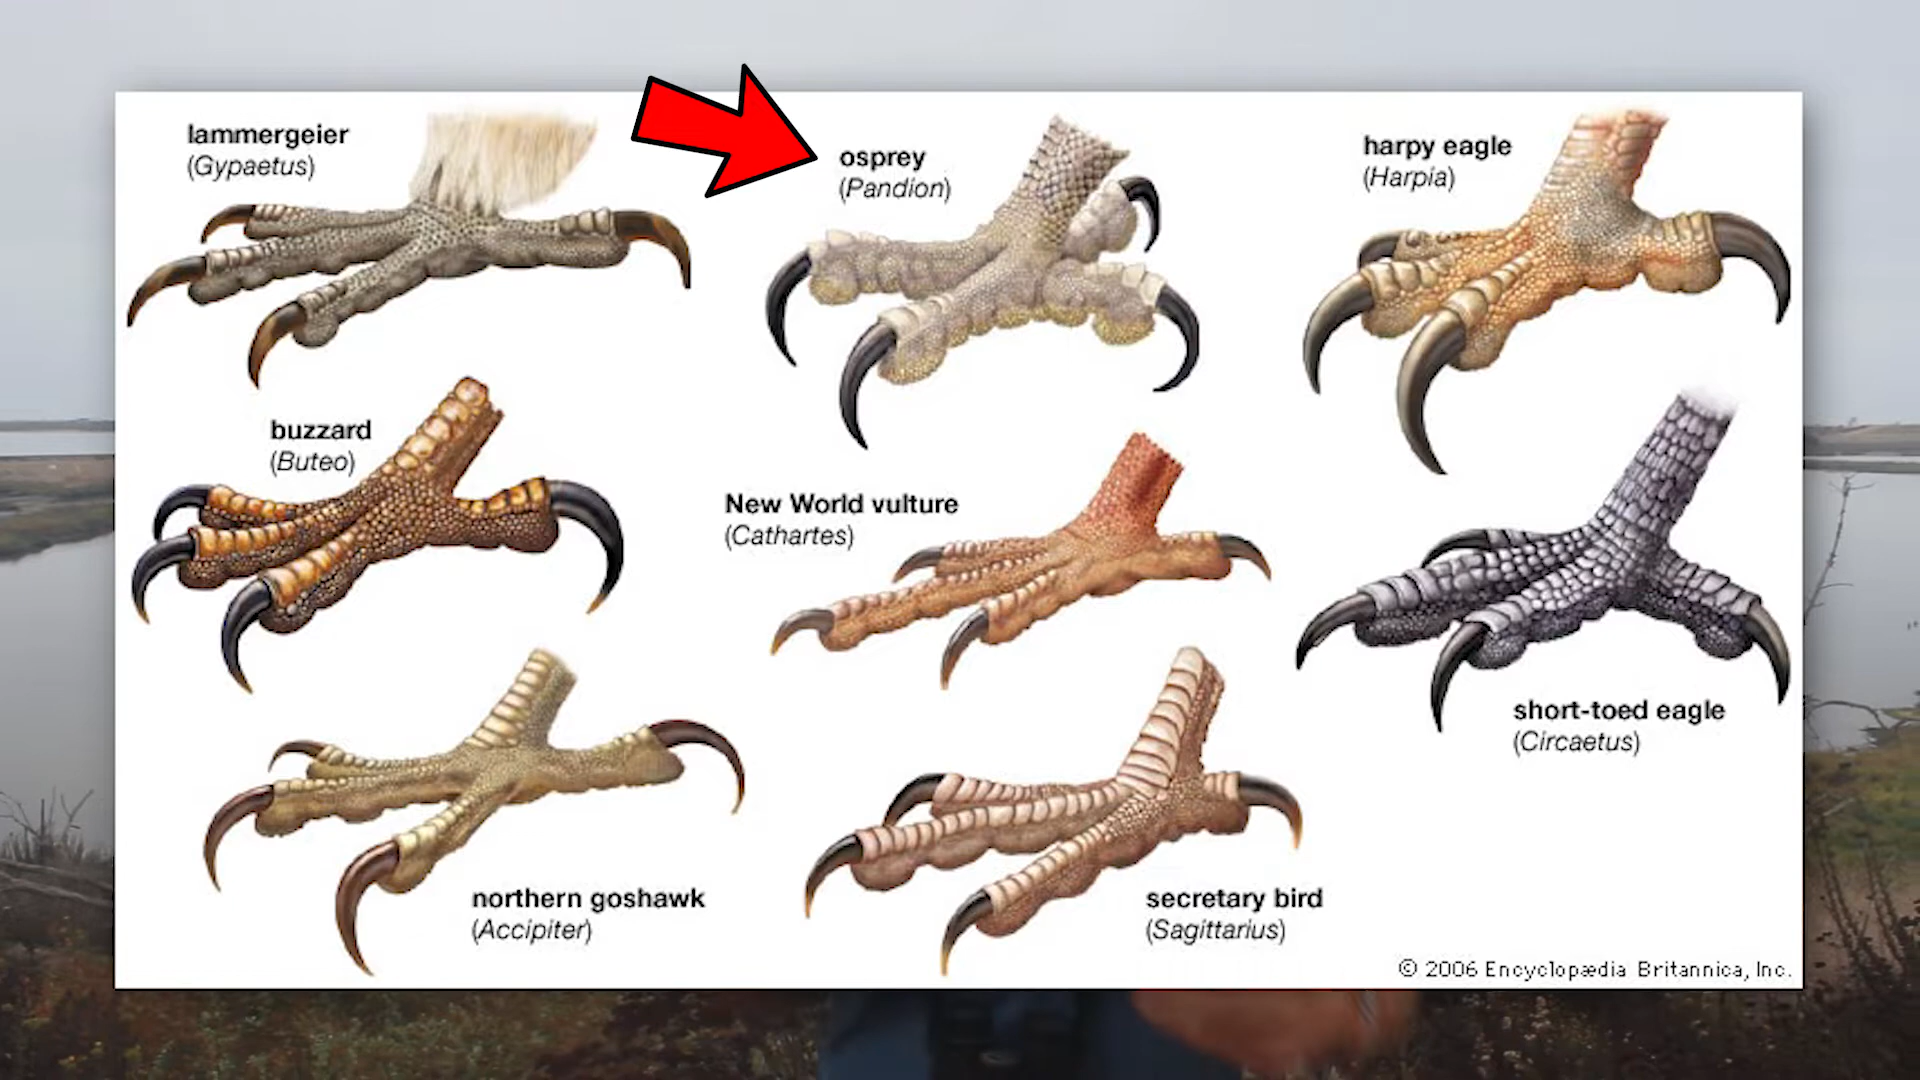 lammergeier
(Gypaetus)
osprey
(Pandion)
harpy eagle
(Harpia)
buzzard
(Buteo)
New World vulture
(Cathartes)
short-toed eagle
(Circaetus)
northern goshawk
(Accipiter)
secretary bird
(Sagittarius)
© 2006 Encyclopædia Britannica, Inc.